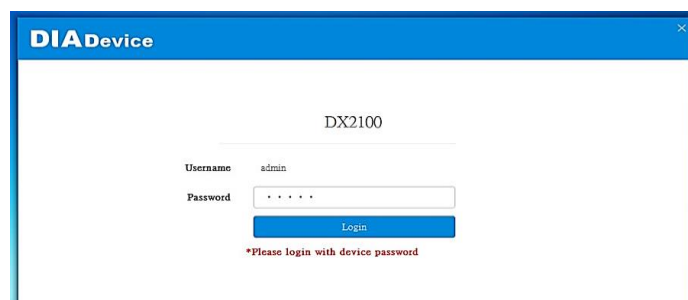 DIADevice
DX2100
Username admin
Password
Login
*Please login with device password